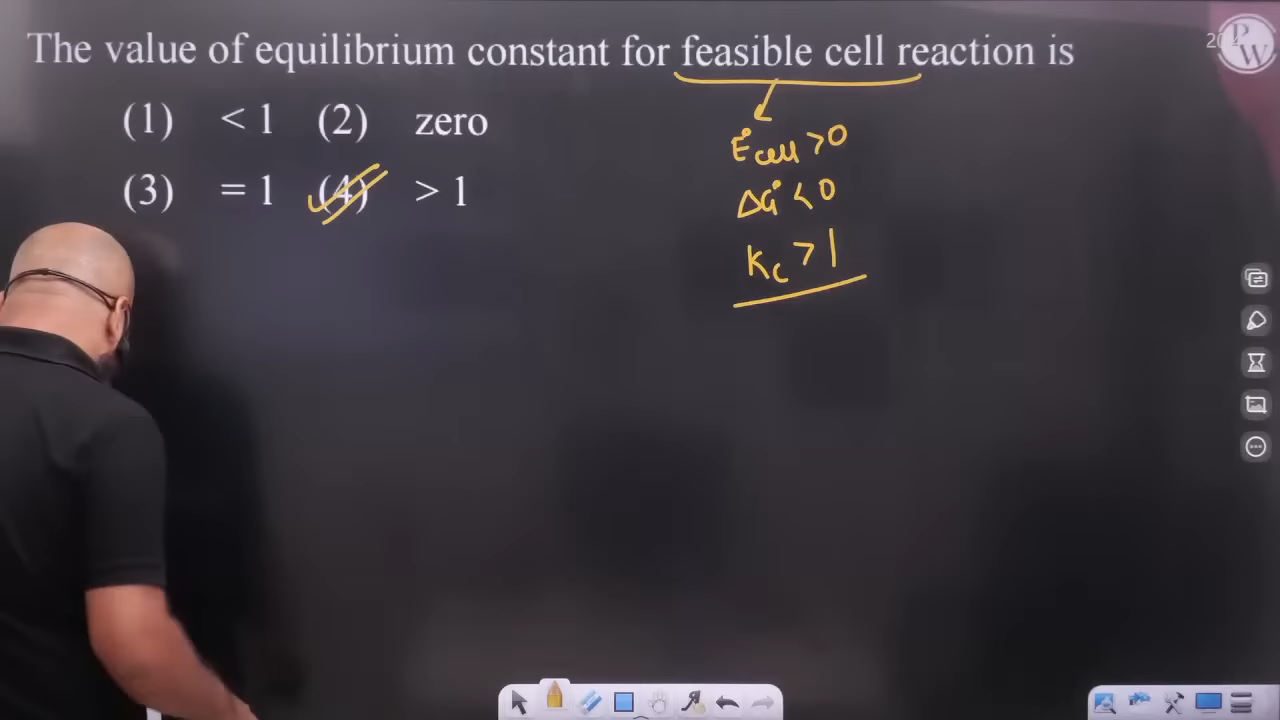 The value of equilibrium constant for feasible cell reaction is
(1) < 1 (2) zero
(3) = 1 (4) > 1
E°cell > 0
ΔG° < 0
Kc > 1
PW